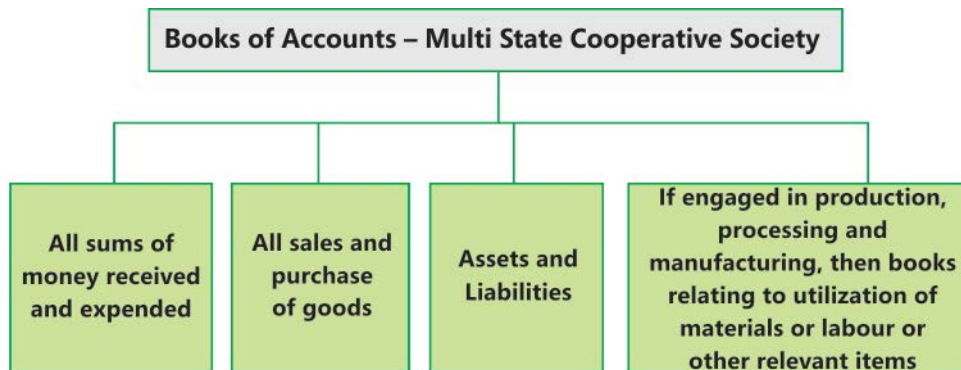 Books of Accounts – Multi State Cooperative Society
All sums of
money received
and expended
All sales and
purchase
of goods
Assets and
Liabilities
If engaged in production,
processing and
manufacturing, then books
relating to utilization of
materials or labour or
other relevant items